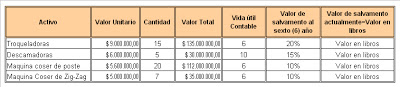 Activo Valor Unitario Cantidad Valor Total Vida útil Contable Valor de salvamento al sexto (6) año Valor de salvamento actualmente=Valor en libros
Troqueladoras $ 9.000.000,00 15 $ 135.000.000,00 6 20% Valor en libros
Descarnadoras $ 6.000.000,00 5 $ 30.000.000,00 10 15% Valor en libros
Maquina coser de poste $ 5.600.000,00 20 $ 112.000.000,00 6 10% Valor en libros
Maquina Coser de Zig-Zag $ 5.000.000,00 7 $ 35.000.000,00 6 10% Valor en libros